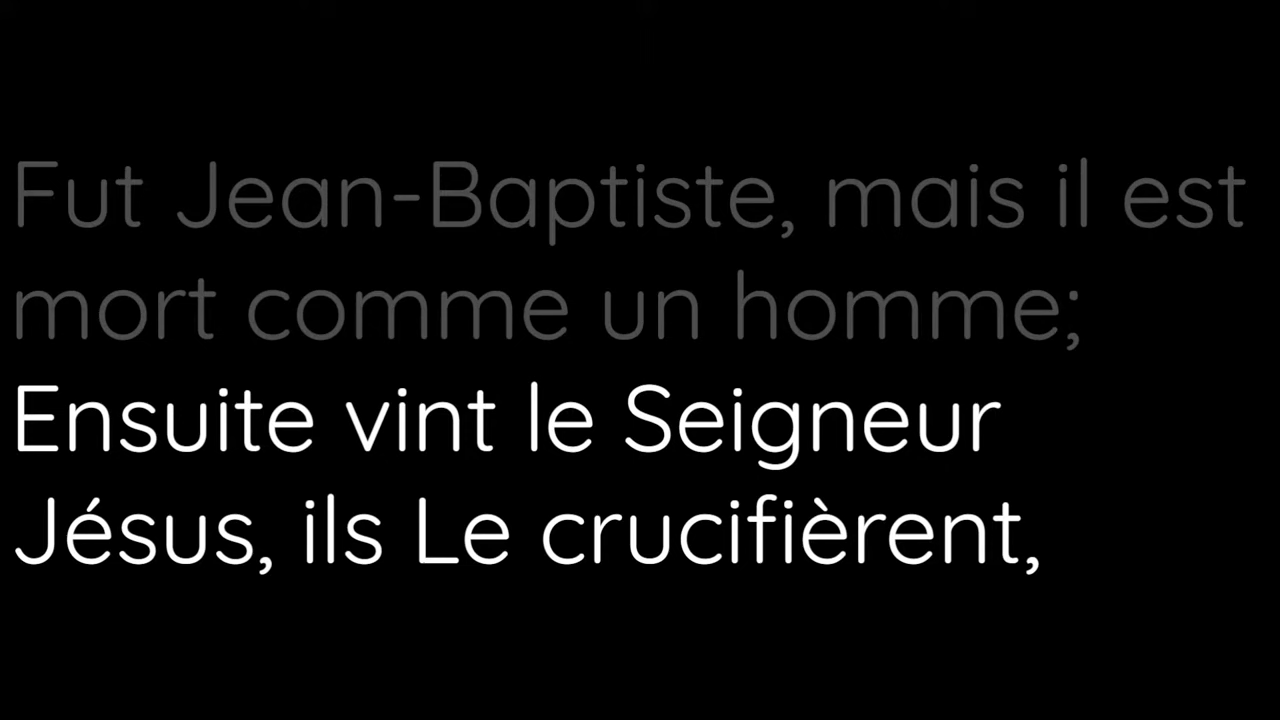 Fut Jean-Baptiste, mais il est
mort comme un homme;
Ensuite vint le Seigneur
Jésus, ils Le crucifièrent,